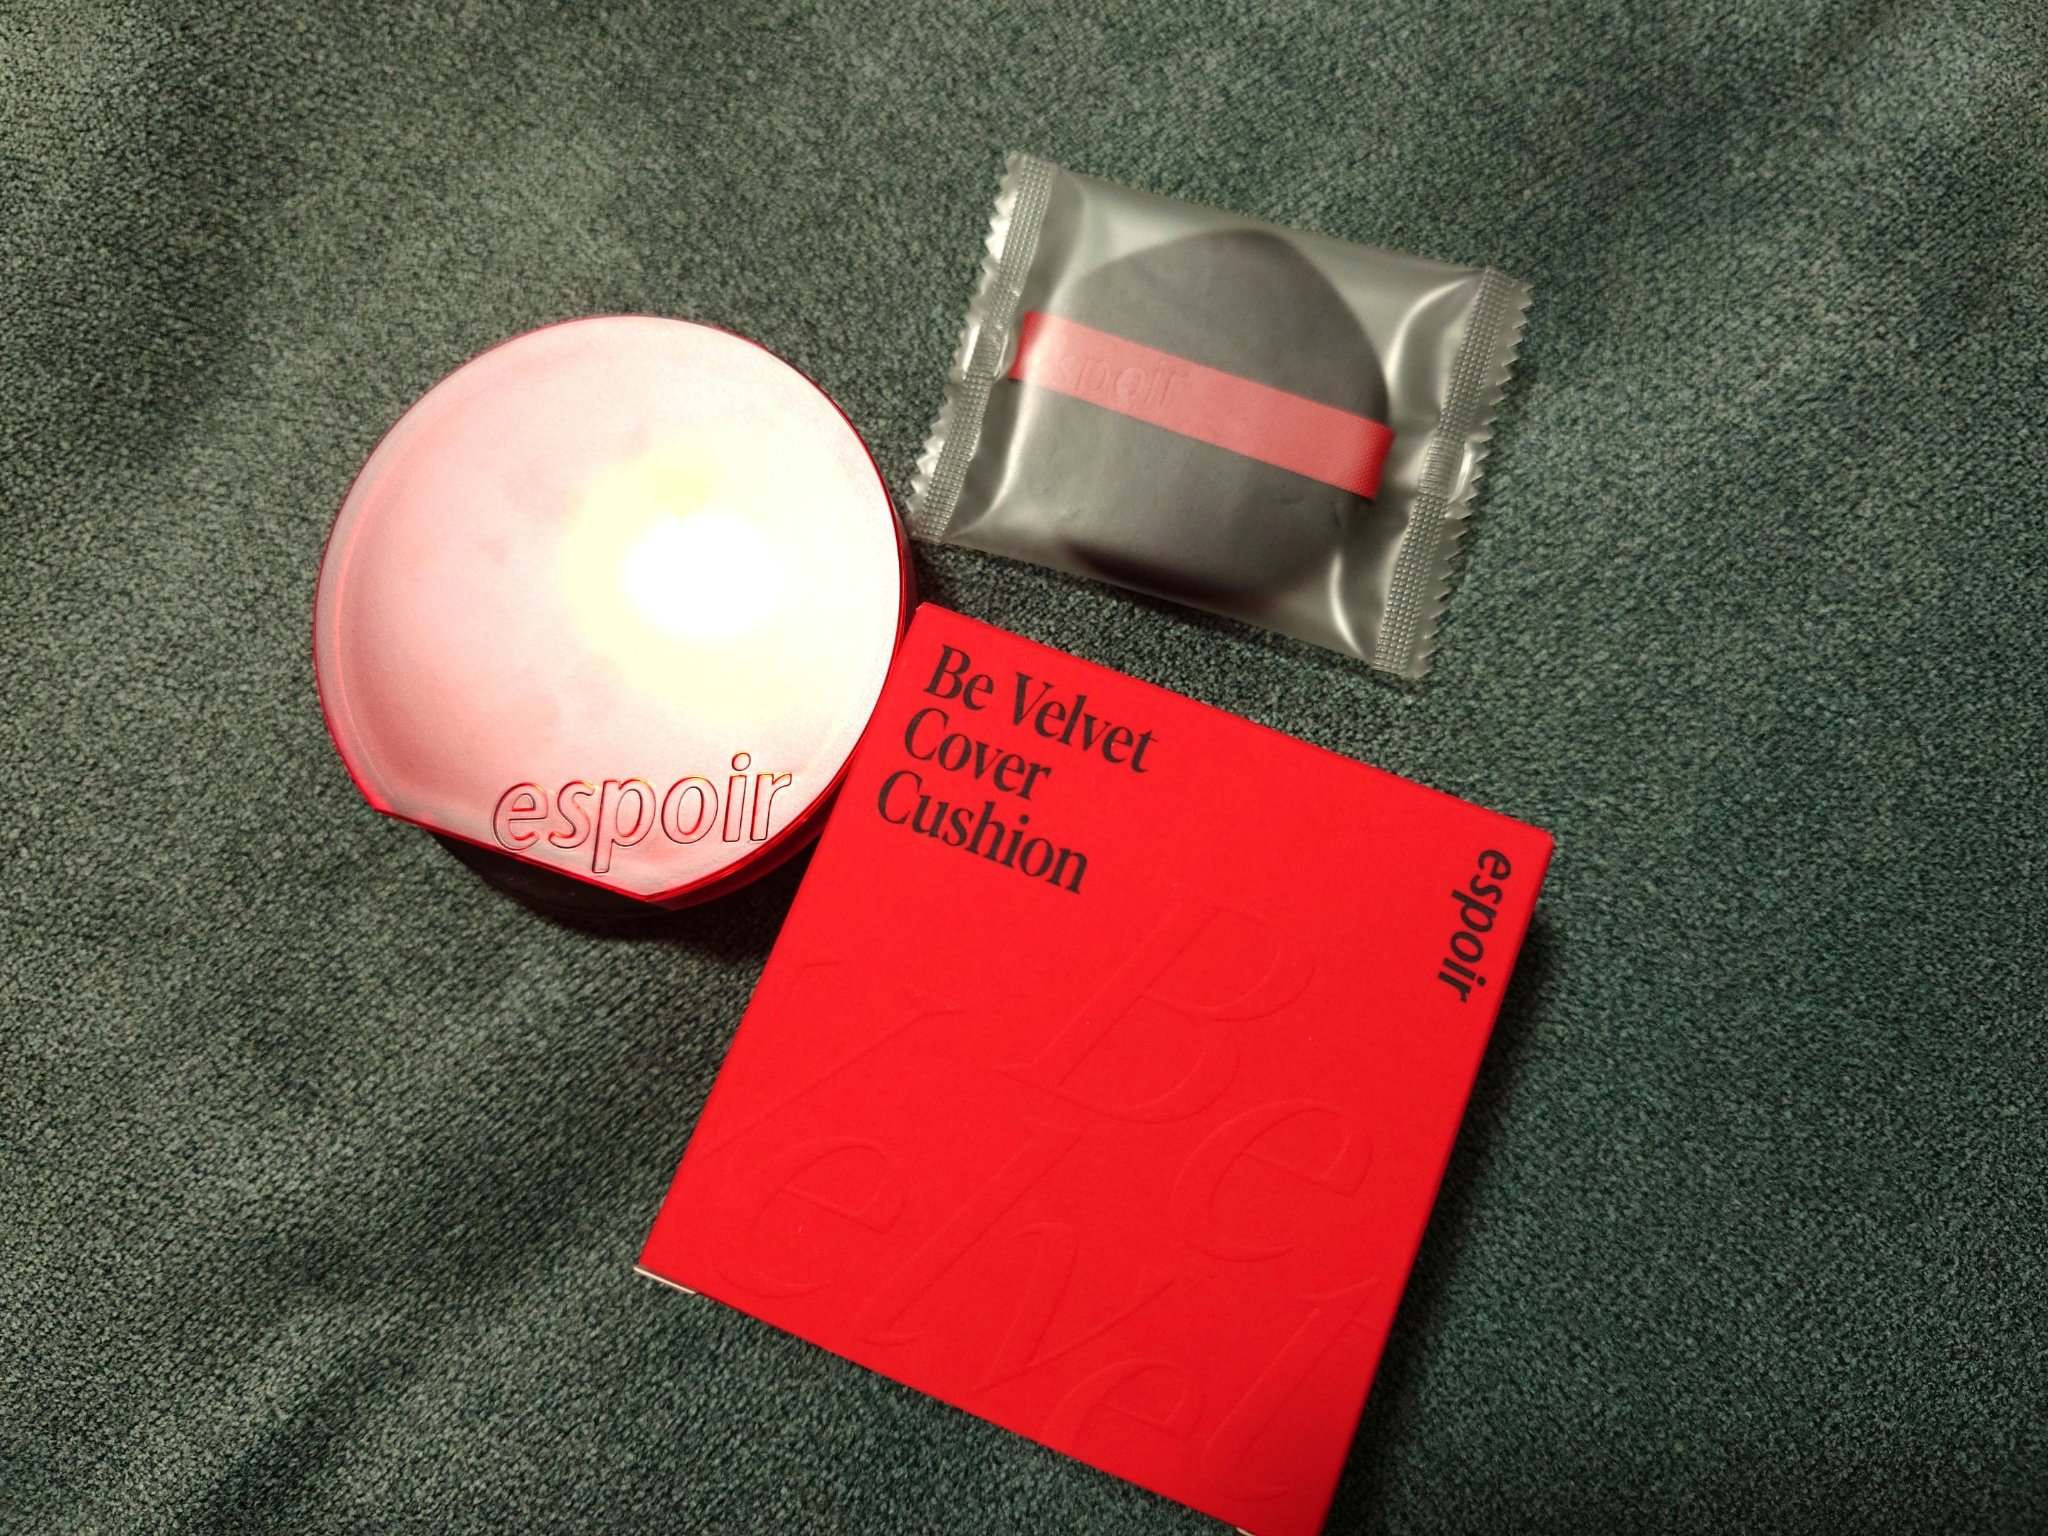 espoir
espoir
Be Velvet
Cover
Cushion
espoir
Be
Velvet